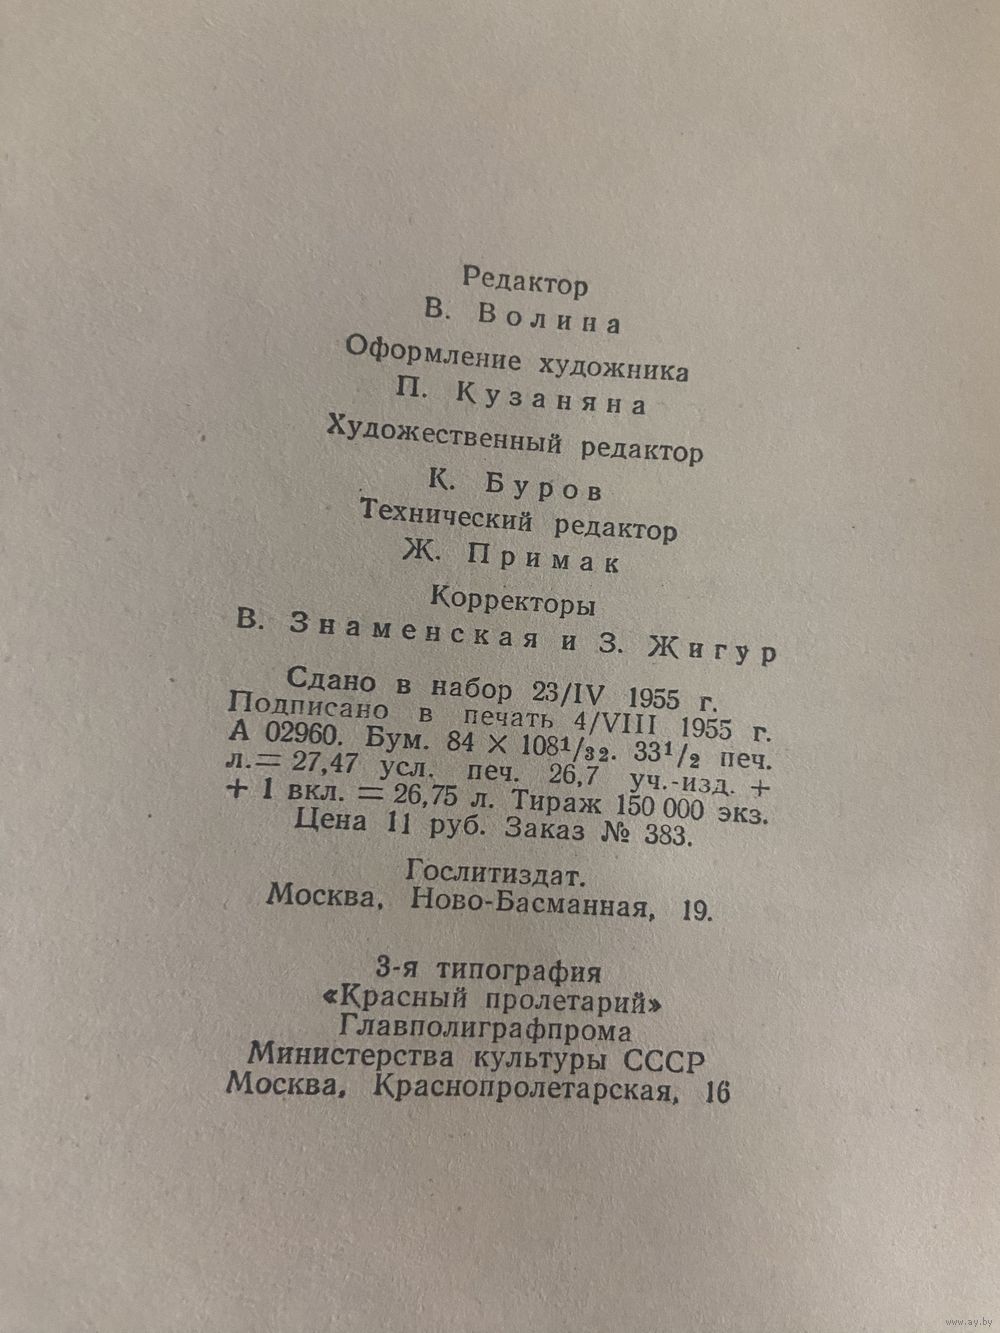 Редактор
В. Волина
Оформление художника
П. Кузаняна
Художественный редактор
К. Буров
Технический редактор
Ж. Примак
Корректоры
В. Знаменская и З. Жигур
Сдано в набор 23/IV 1955 г.
Подписано в печать 4/VIII 1955 г.
А 02960. Бум. 84 × 108¹/₃₂. 33¹/₂ печ.
л.= 27,47 усл. печ. 26,7 уч.-изд. +
+ 1 вкл. = 26,75 л. Тираж 150 000 экз.
Цена 11 руб. Заказ № 383.
Гослитиздат.
Москва, Ново-Басманная, 19.
3-я типография
«Красный пролетарий»
Главполиграфпрома
Министерства культуры СССР
Москва, Краснопролетарская, 16
www.ay.by